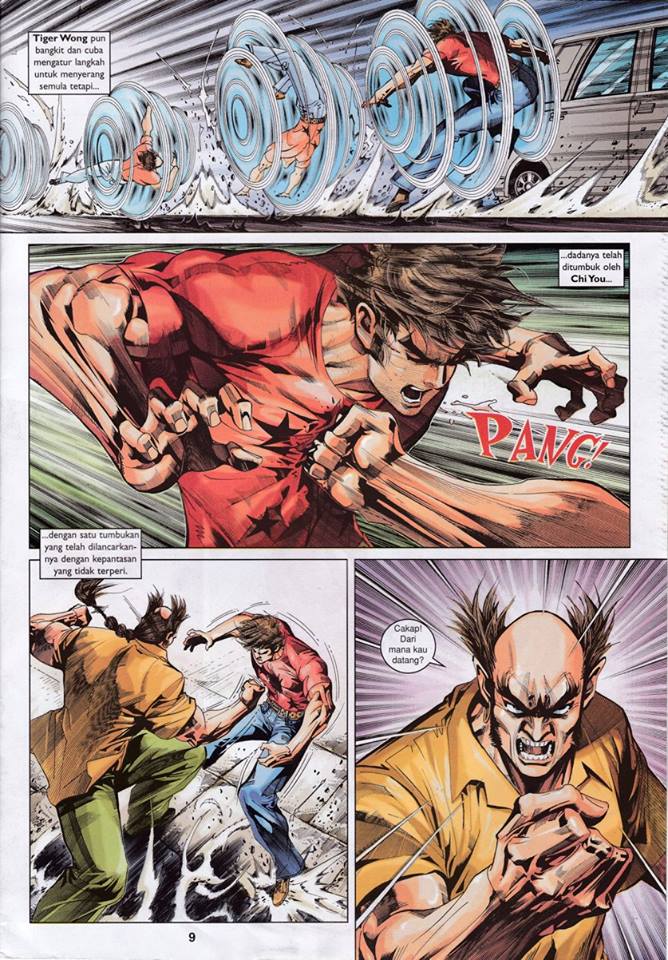 Tiger Wong pun
bangkit dan cuba
mengatur langkah
untuk menyerang
semula tetapi...
...dadanya telah
ditumbuk oleh
Chi You...
PANG!
...dengan satu tumbukan
yang telah dilancarkan-
nya dengan kepantasan
yang tidak terperi.
Cakap!
Dari
mana kau
datang?
9